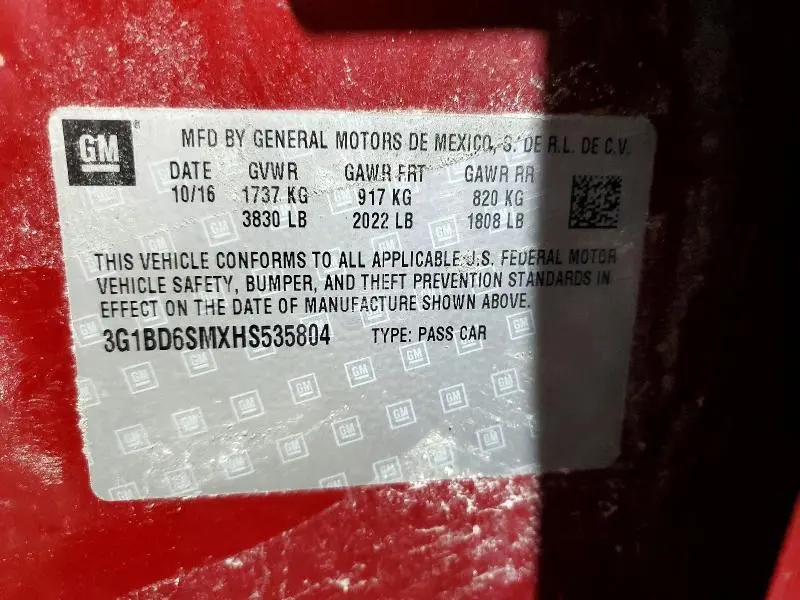 GM
MFD BY GENERAL MOTORS DE MEXICO, S. DE R.L. DE C.V.
DATE GVWR GAWR FRT GAWR RR
10/16 1737 KG 917 KG 820 KG
3830 LB 2022 LB 1808 LB
THIS VEHICLE CONFORMS TO ALL APPLICABLE U.S. FEDERAL MOTOR
VEHICLE SAFETY, BUMPER, AND THEFT PREVENTION STANDARDS IN
EFFECT ON THE DATE OF MANUFACTURE SHOWN ABOVE.
3G1BD6SMXHS535804 TYPE: PASS CAR